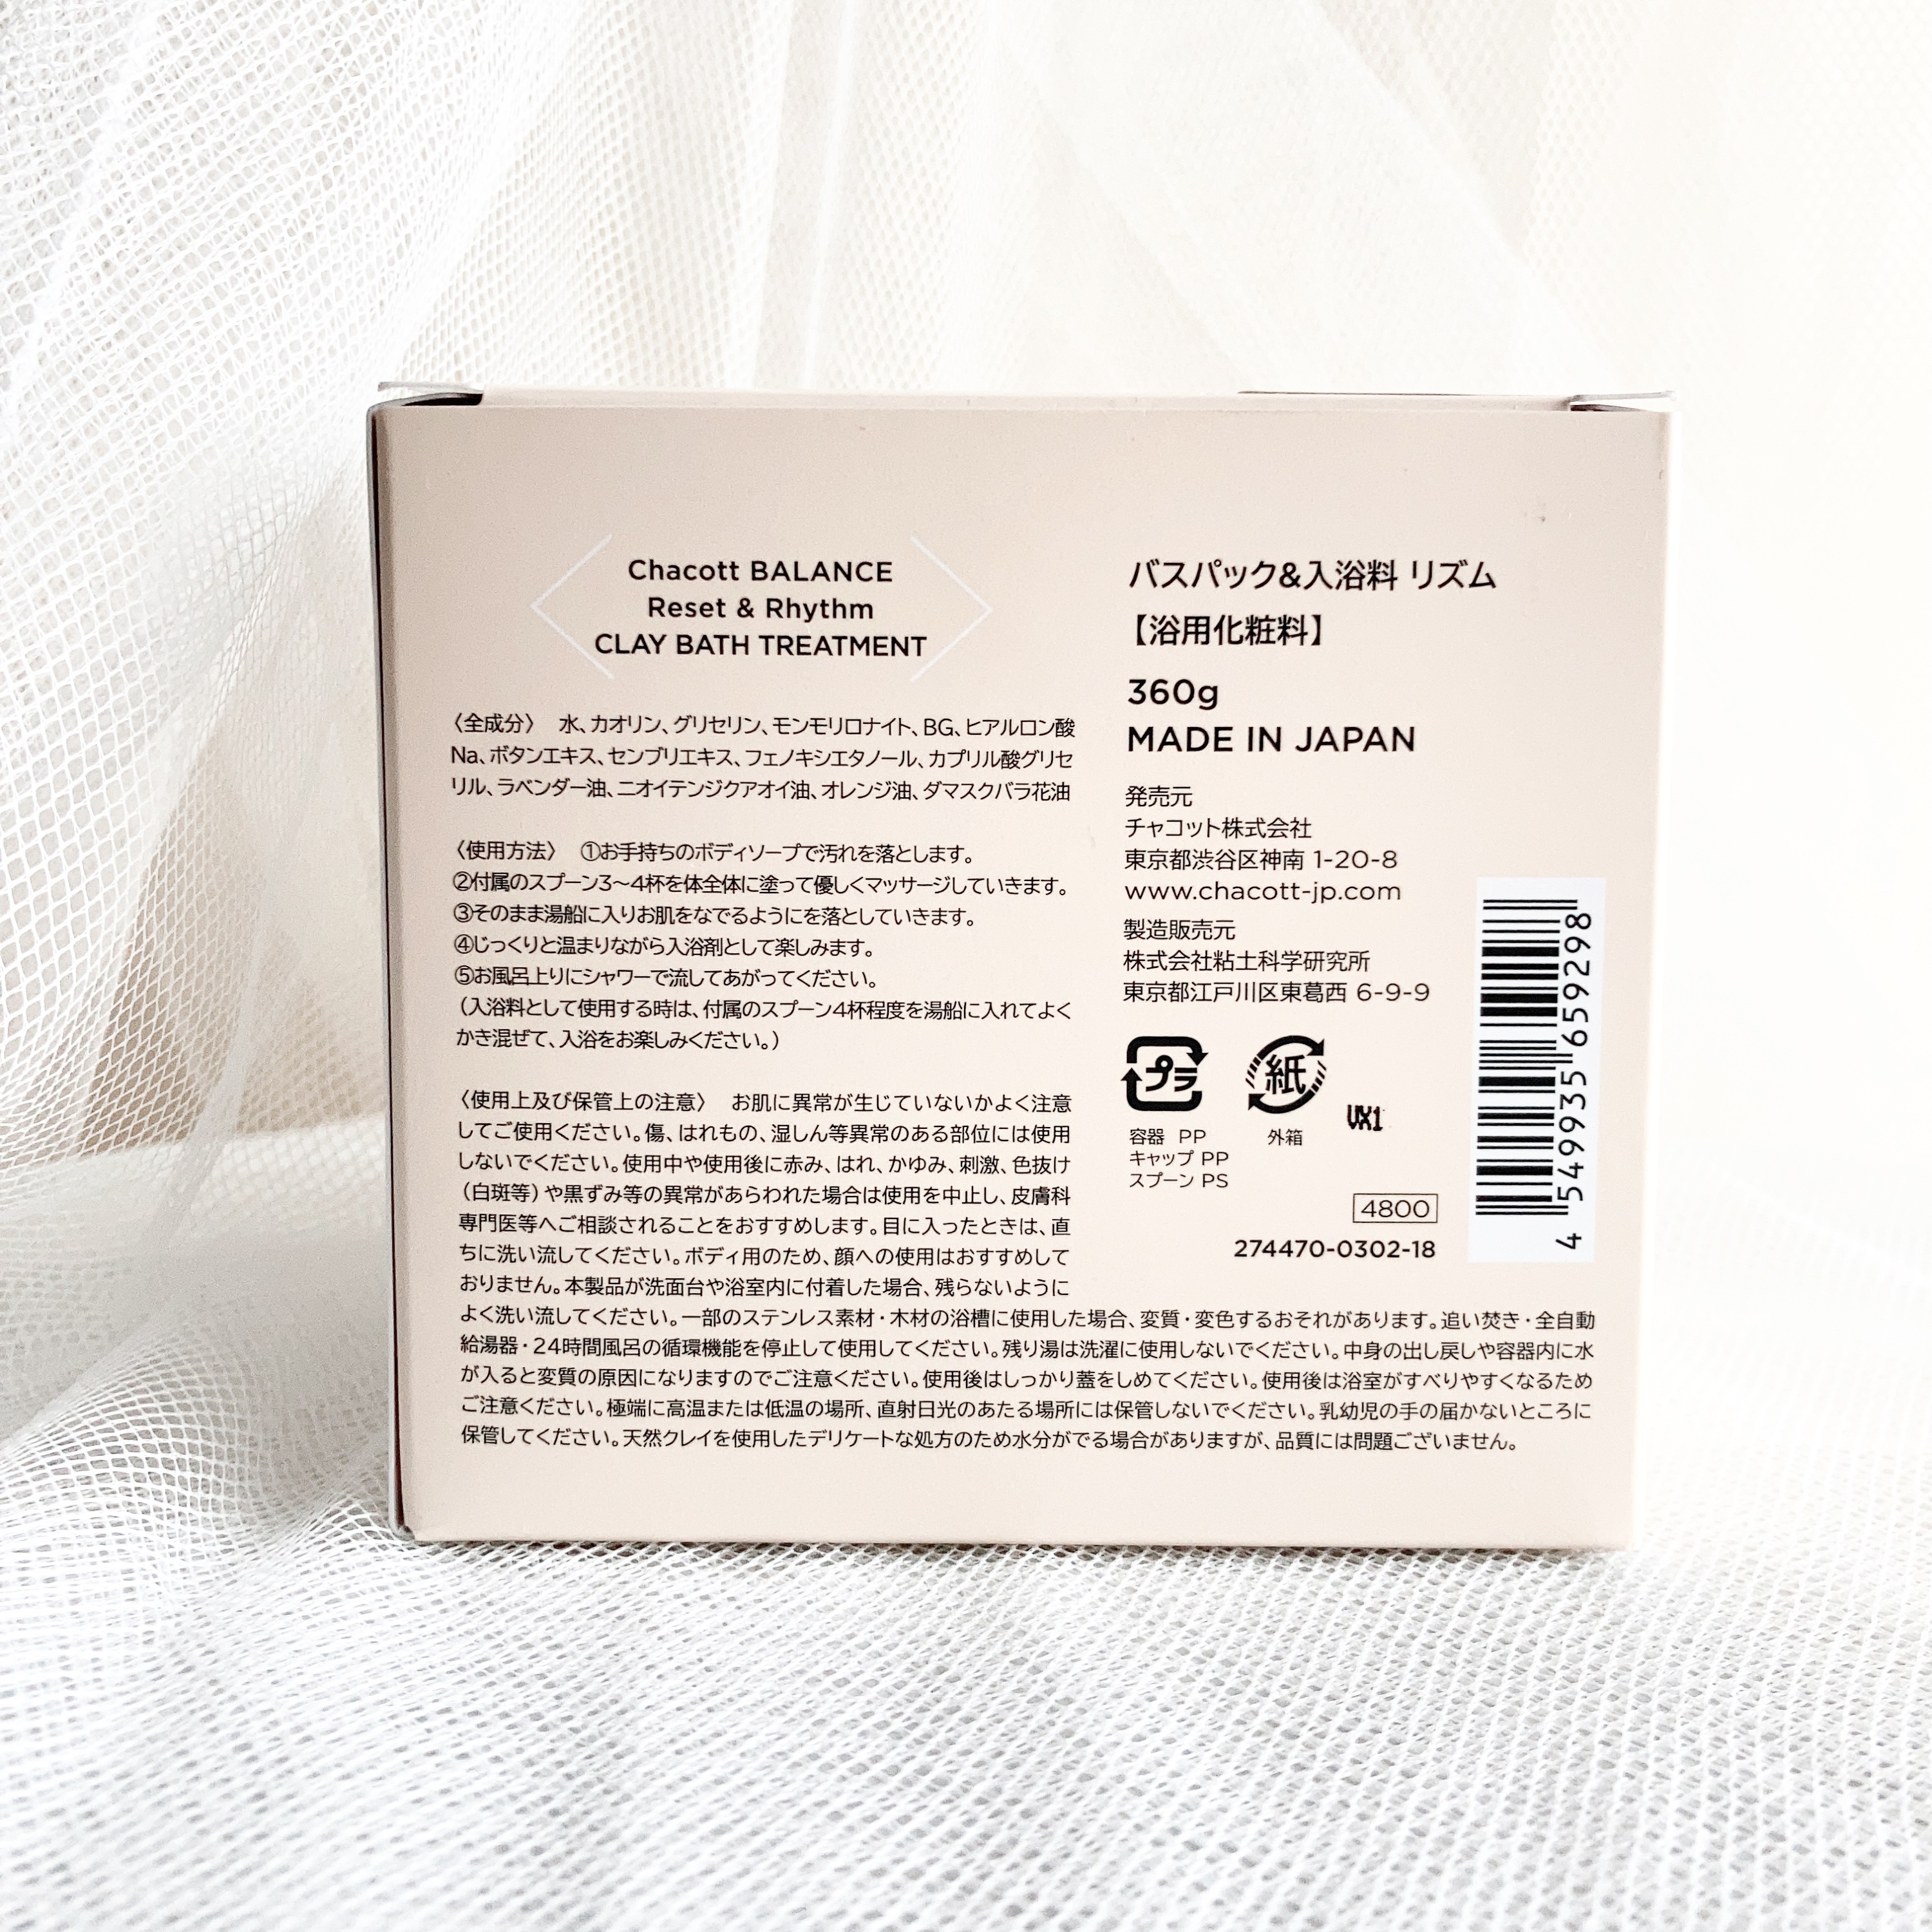 Chacott BALANCE
Reset & Rhythm
CLAY BATH TREATMENT
〈全成分〉 水、カオリン、グリセリン、モンモリロナイト、BG、ヒアルロン酸
Na、ボタンエキス、センブリエキス、フェノキシエタノール、カプリル酸グリセ
リル、ラベンダー油、ニオイテンジクアオイ油、オレンジ油、ダマスクバラ花油
〈使用方法〉 ①お手持ちのボディソープで汚れを落とします。
②付属のスプーン3〜4杯を体全体に塗って優しくマッサージしていきます。
③そのまま湯船に入りお肌をなでるようにを落としていきます。
④じっくりと温まりながら入浴剤として楽しみます。
⑤お風呂上りにシャワーで流してあがってください。
(入浴料として使用する時は、付属のスプーン4杯程度を湯船に入れてよく
かき混ぜて、入浴をお楽しみください。)
〈使用上及び保管上の注意〉 お肌に異常が生じていないかよく注意
してご使用ください。傷、はれもの、湿しん等異常のある部位には使用
しないでください。使用中や使用後に赤み、はれ、かゆみ、刺激、色抜け
(白斑等)や黒ずみ等の異常があらわれた場合は使用を中止し、皮膚科
専門医等へご相談されることをおすすめします。目に入ったときは、直
ちに洗い流してください。ボディ用のため、顔への使用はおすすめして
おりません。本製品が洗面台や浴室内に付着した場合、残らないように
よく洗い流してください。一部のステンレス素材・木材の浴槽に使用した場合、変質・変色するおそれがあります。追い焚き・全自動
給湯器・24時間風呂の循環機能を停止して使用してください。残り湯は洗濯に使用しないでください。中身の出し戻しや容器内に水
が入ると変質の原因になりますのでご注意ください。使用後はしっかり蓋をしめてください。使用後は浴室がすべりやすくなるため
ご注意ください。極端に高温または低温の場所、直射日光のあたる場所には保管しないでください。乳幼児の手の届かないところに
保管してください。天然クレイを使用したデリケートな処方のため水分がでる場合がありますが、品質には問題ございません。
バスパック&入浴料 リズム
【浴用化粧料】
360g
MADE IN JAPAN
発売元
チャコット株式会社
東京都渋谷区神南 1-20-8
www.chacott-jp.com
製造販売元
株式会社粘土科学研究所
東京都江戸川区東葛西 6-9-9
プラ
紙
VX1
容器 PP
キャップ PP
スプーン PS
外箱
4800
274470-0302-18
4 549935 659298